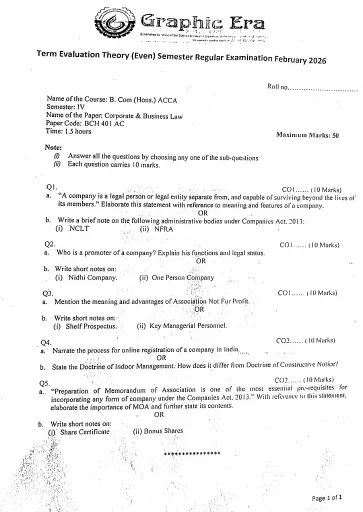 Graphic Era
Term Evaluation Theory (Even) Semester Regular Examination February 2026
Roll no..............................
Name of the Course: B. Com (Hons.) ACCA
Semester: IV
Name of the Paper: Corporate & Business Law
Paper Code: BCH 401 AC
Time: 1.5 hours
Maximum Marks: 50
Note:
(i) Answer all the questions by choosing any one of the sub-questions
(ii) Each question carries 10 marks.
Q1. CO1...... (10 Marks)
a. "A company is a legal person or legal entity separate from, and capable of surviving beyond the lives of
its members." Elaborate this statement with reference to meaning and features of a company.
OR
b. Write a brief note on the following administrative bodies under Companies Act, 2013:
(i) NCLT (ii) NFRA
Q2. CO1...... (10 Marks)
a. Who is a promoter of a company? Explain his functions and legal status.
OR
b. Write short notes on:
(i) Nidhi Company. (ii) One Person Company
Q3. CO1...... (10 Marks)
a. Mention the meaning and advantages of Association Not For Profit.
OR
b. Write short notes on:
(i) Shelf Prospectus. (ii) Key Managerial Personnel.
Q4. CO2...... (10 Marks)
a. Narrate the process for online registration of a company in India.
OR
b. State the Doctrine of Indoor Management. How does it differ from Doctrine of Constructive Notice?
Q5. CO2...... (10 Marks)
a. "Preparation of Memorandum of Association is one of the most essential pre-requisites for
incorporating any form of company under the Companies Act, 2013." With reference to this statement,
elaborate the importance of MOA and further state its contents.
OR
b. Write short notes on:
(i) Share Certificate (ii) Bonus Shares
***************
Page 1 of 1